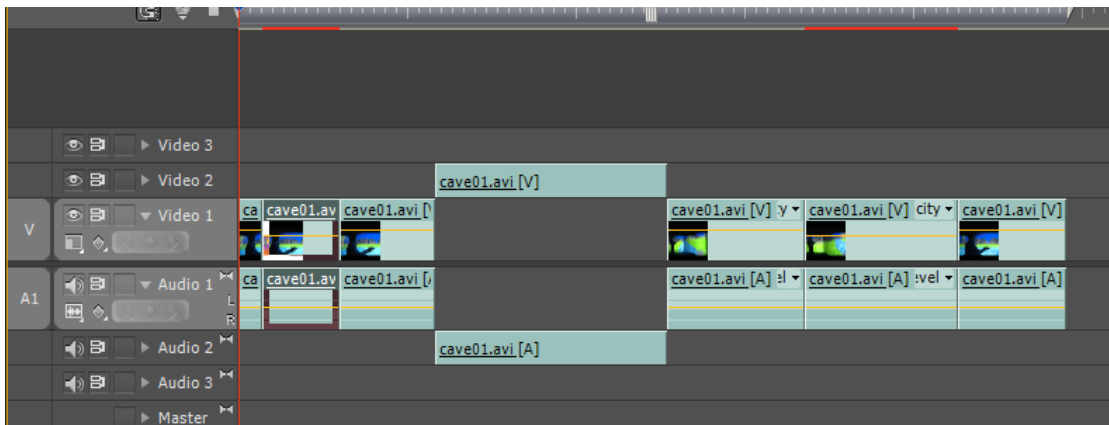 Video 3
Video 2
cave01.avi [V]
V
Video 1
ca
cave01.av
cave01.avi [V
cave01.avi [V] :y
cave01.avi [V] city
cave01.avi [V]
A1
Audio 1
L
R
ca
cave01.av
cave01.avi [A
cave01.avi [A] el
cave01.avi [A] evel
cave01.avi [A]
Audio 2
cave01.avi [A]
Audio 3
Master